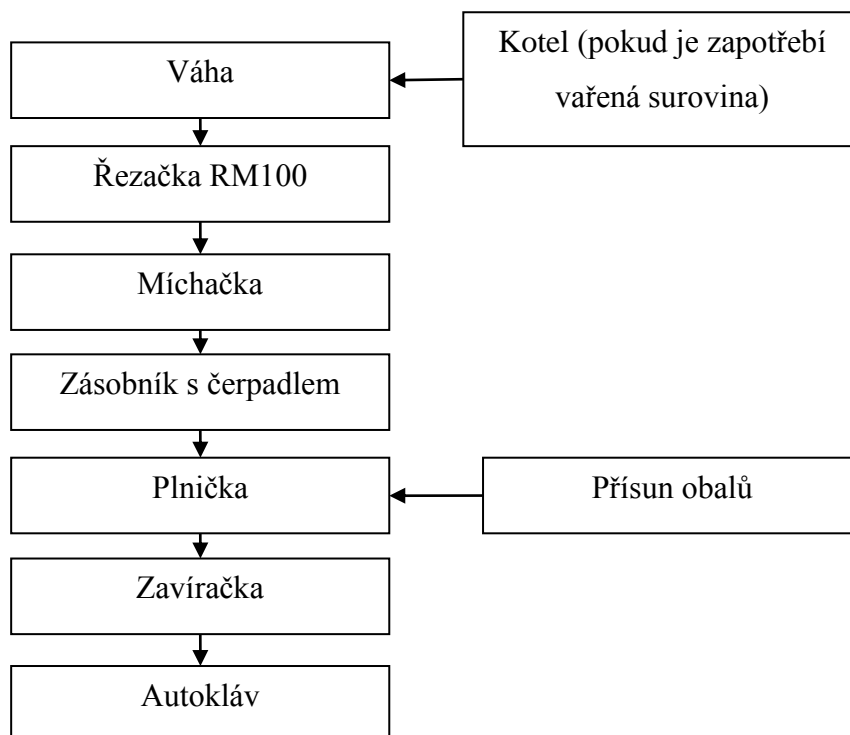 Váha
Kotel (pokud je zapotřebí
vařená surovina)
Řezačka RM100
Míchačka
Zásobník s čerpadlem
Plnička
Přísun obalů
Zavíračka
Autokláv